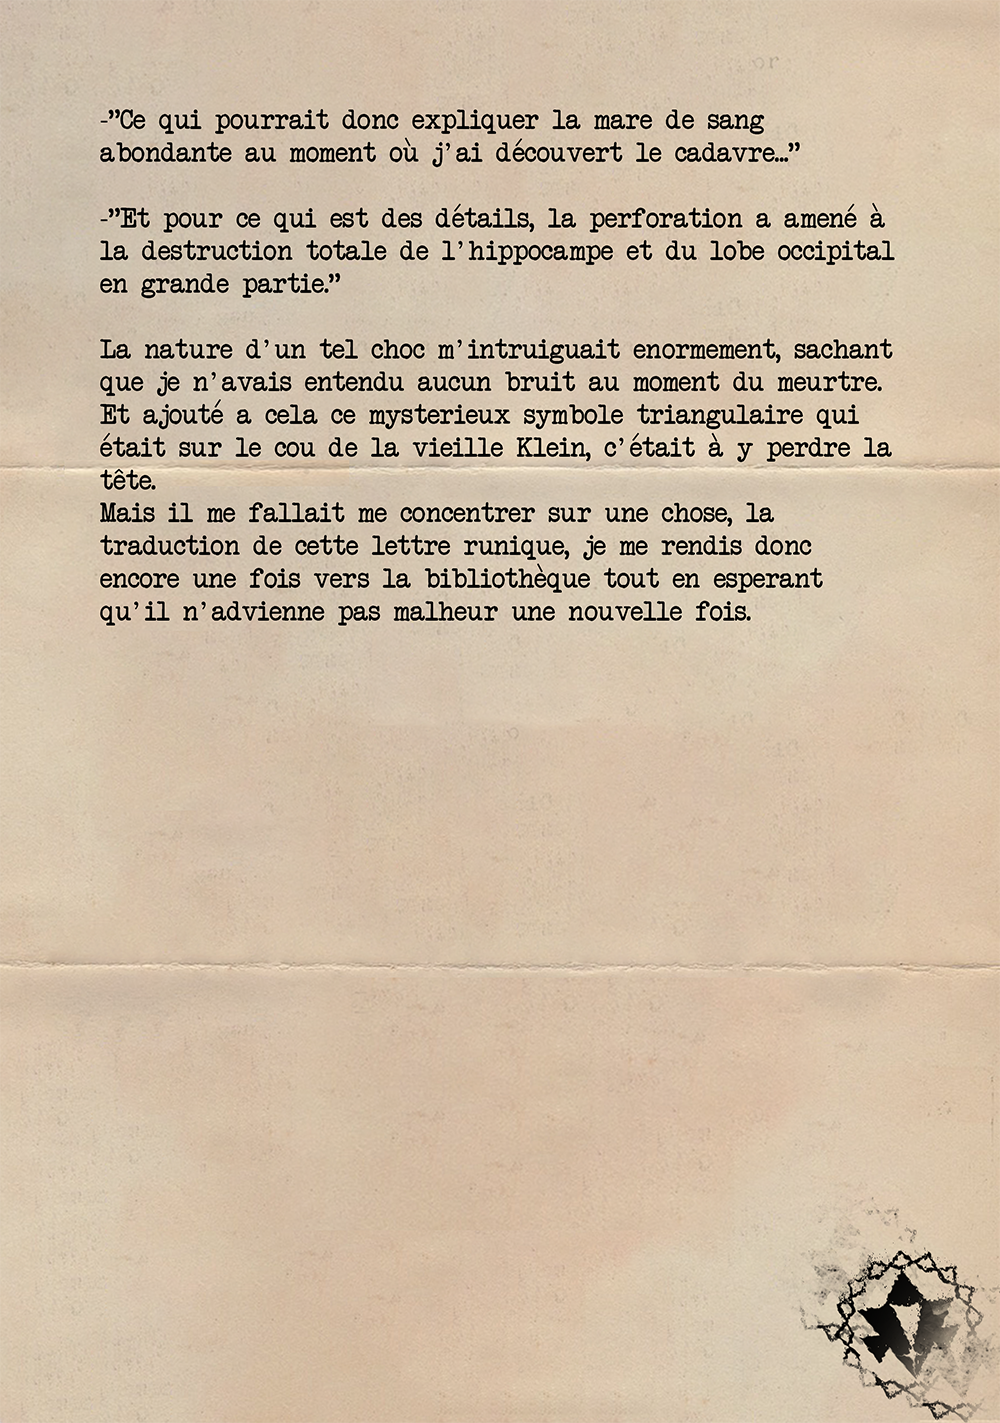 -”Ce qui pourrait donc expliquer la mare de sang
abondante au moment où j’ai découvert le cadavre…”
-”Et pour ce qui est des détails, la perforation a amené à
la destruction totale de l’hippocampe et du lobe occipital
en grande partie.”
La nature d’un tel choc m’intruiguait enormement, sachant
que je n’avais entendu aucun bruit au moment du meurtre.
Et ajouté a cela ce mysterieux symbole triangulaire qui
était sur le cou de la vieille Klein, c’était à y perdre la
tête.
Mais il me fallait me concentrer sur une chose, la
traduction de cette lettre runique, je me rendis donc
encore une fois vers la bibliothèque tout en esperant
qu’il n’advienne pas malheur une nouvelle fois.